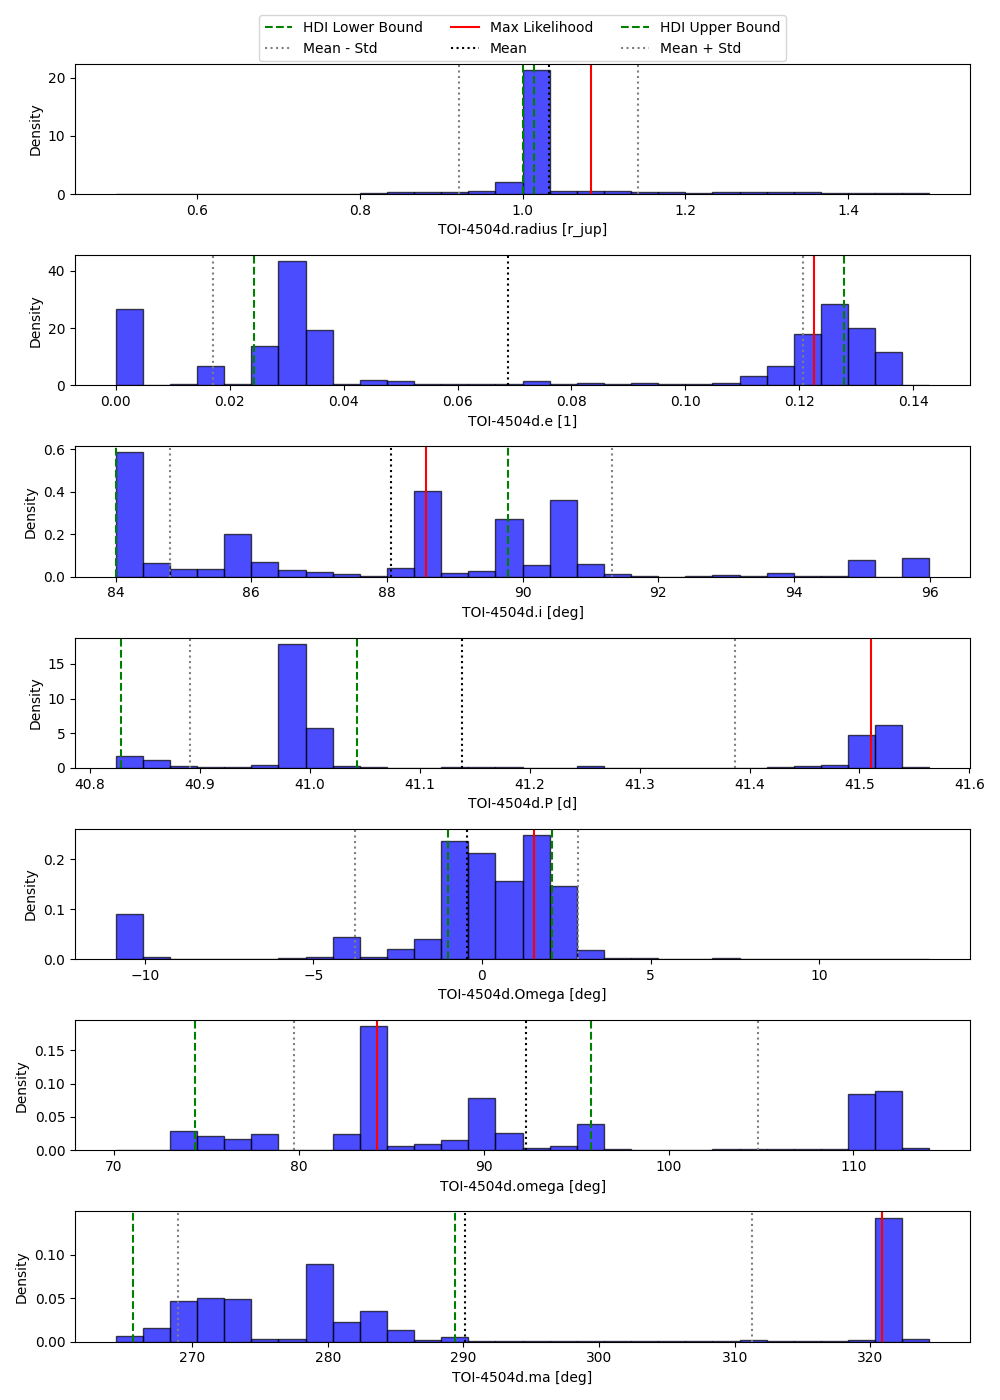 HDI Lower Bound Max Likelihood HDI Upper Bound
Mean - Std Mean Mean + Std
20
10
0
Density
0.6 0.8 1.0 1.2 1.4
TOI-4504d.radius [r_jup]
40
20
0
Density
0.00 0.02 0.04 0.06 0.08 0.10 0.12 0.14
TOI-4504d.e [1]
0.6
0.4
0.2
0.0
Density
84 86 88 90 92 94 96
TOI-4504d.i [deg]
15
10
5
0
Density
40.8 40.9 41.0 41.1 41.2 41.3 41.4 41.5 41.6
TOI-4504d.P [d]
0.2
0.1
0.0
Density
−10 −5 0 5 10
TOI-4504d.Omega [deg]
0.15
0.10
0.05
0.00
Density
70 80 90 100 110
TOI-4504d.omega [deg]
0.10
0.05
0.00
Density
270 280 290 300 310 320
TOI-4504d.ma [deg]